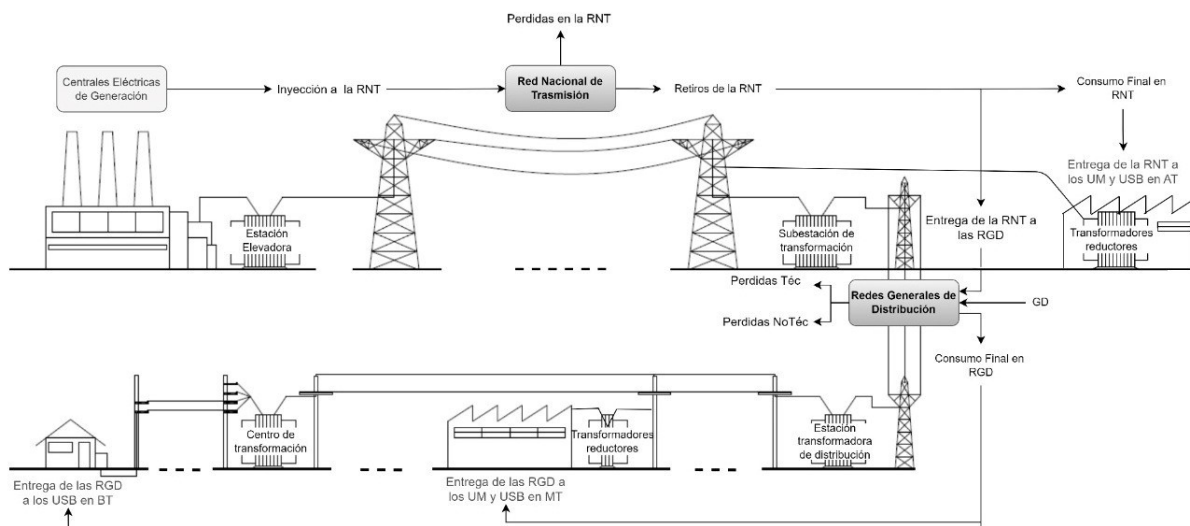 Perdidas en la RNT
Centrales Eléctricas
de Generación
Inyección a la RNT
Red Nacional de
Trasmisión
Retiros de la RNT
Consumo Final en
RNT
Entrega de la RNT a
los UM y USB en AT
Estación
Elevadora
Subestación de
transformación
Entrega de la RNT a
las RGD
Transformadores
reductores
Perdidas Téc
Redes Generales de
Distribución
GD
Perdidas NoTéc
Consumo Final en
RGD
Centro de
transformación
Transformadores
reductores
Estación
transformadora
de distribución
Entrega de las RGD
a los USB en BT
Entrega de las RGD a
los UM y USB en MT